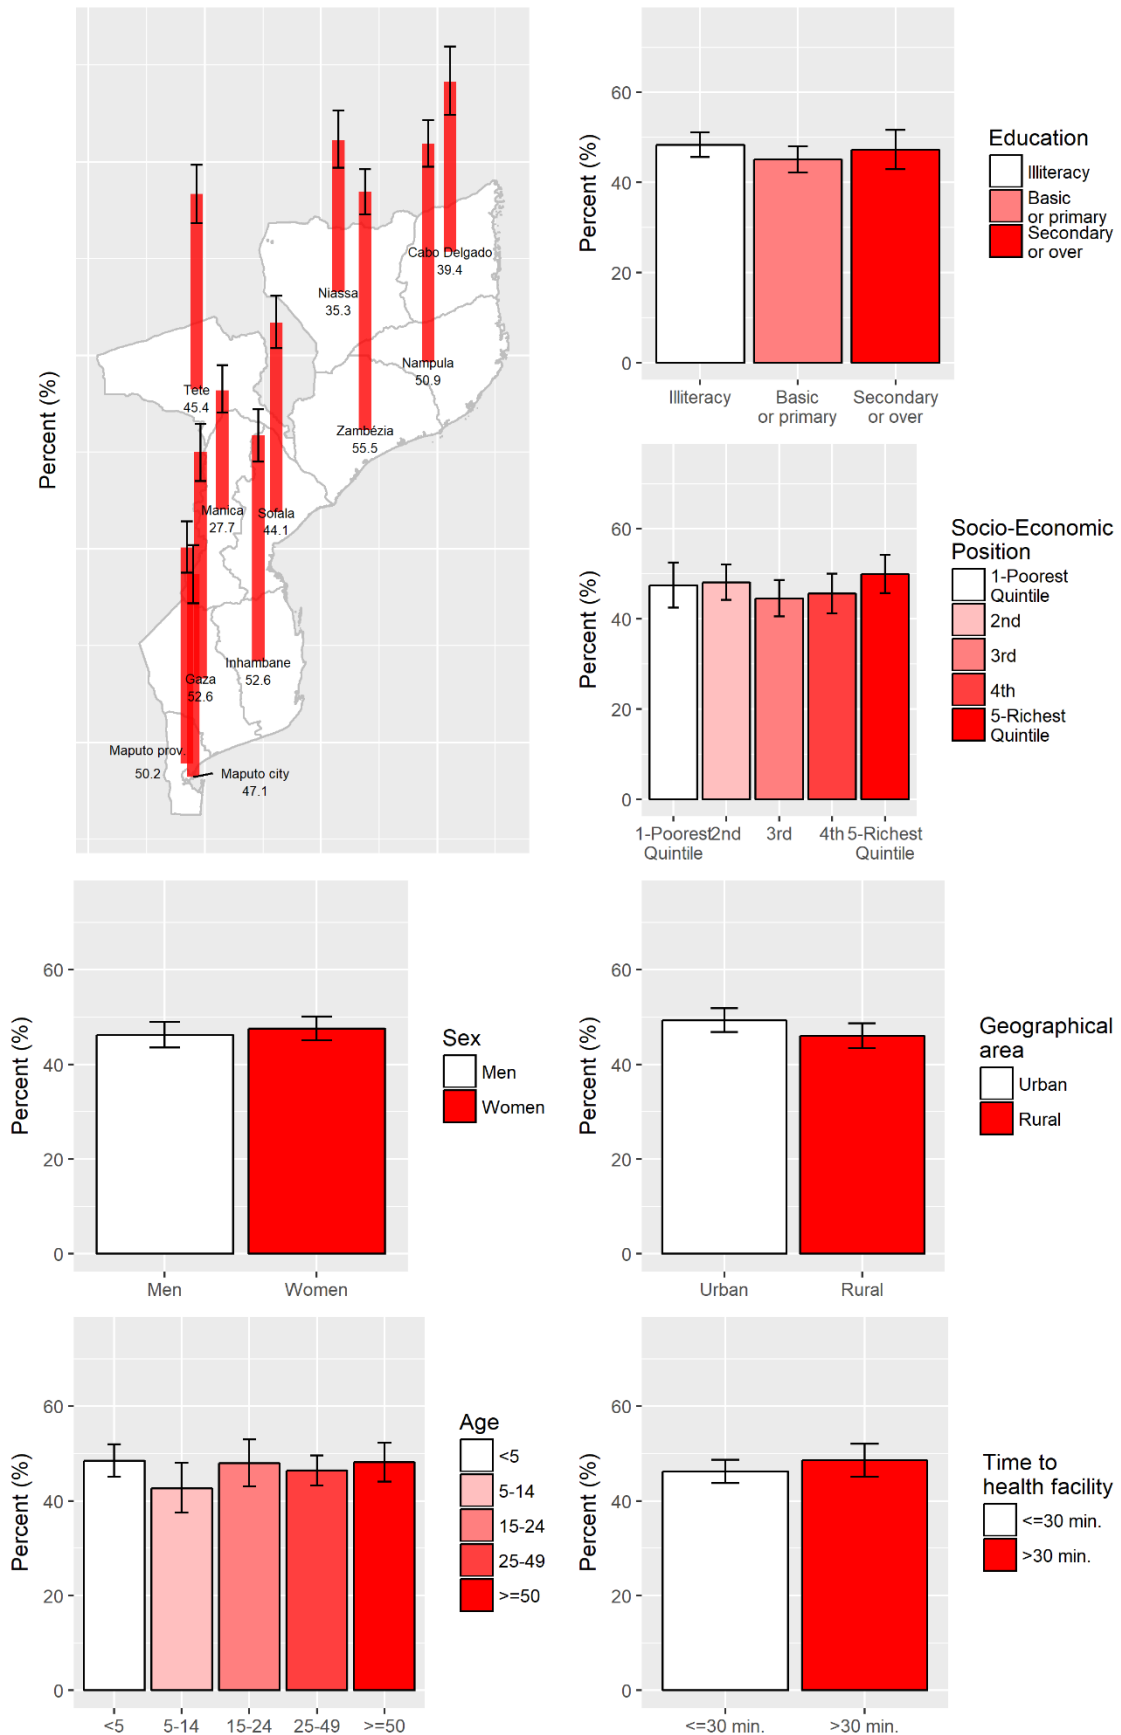 Percent (%)
Cabo Delgado
39.4
Niassa
35.3
Nampula
50.9
Tete
45.4
Zambézia
55.5
Manica
27.7
Sofala
44.1
Inhambane
52.6
Gaza
52.6
Maputo prov.
50.2
Maputo city
47.1
Percent (%)
60
40
20
0
Illiteracy
Basic
or primary
Secondary
or over
Education
Illiteracy
Basic
or primary
Secondary
or over
Percent (%)
60
40
20
0
1-Poorest
Quintile
2nd
3rd
4th
5-Richest
Quintile
Socio-Economic
Position
1-Poorest
Quintile
2nd
3rd
4th
5-Richest
Quintile
Percent (%)
60
40
20
0
Men
Women
Sex
Men
Women
Percent (%)
60
40
20
0
Urban
Rural
Geographical
area
Urban
Rural
Percent (%)
60
40
20
0
<5
5-14
15-24
25-49
>=50
Age
<5
5-14
15-24
25-49
>=50
Percent (%)
60
40
20
0
<=30 min.
>30 min.
Time to
health facility
<=30 min.
>30 min.